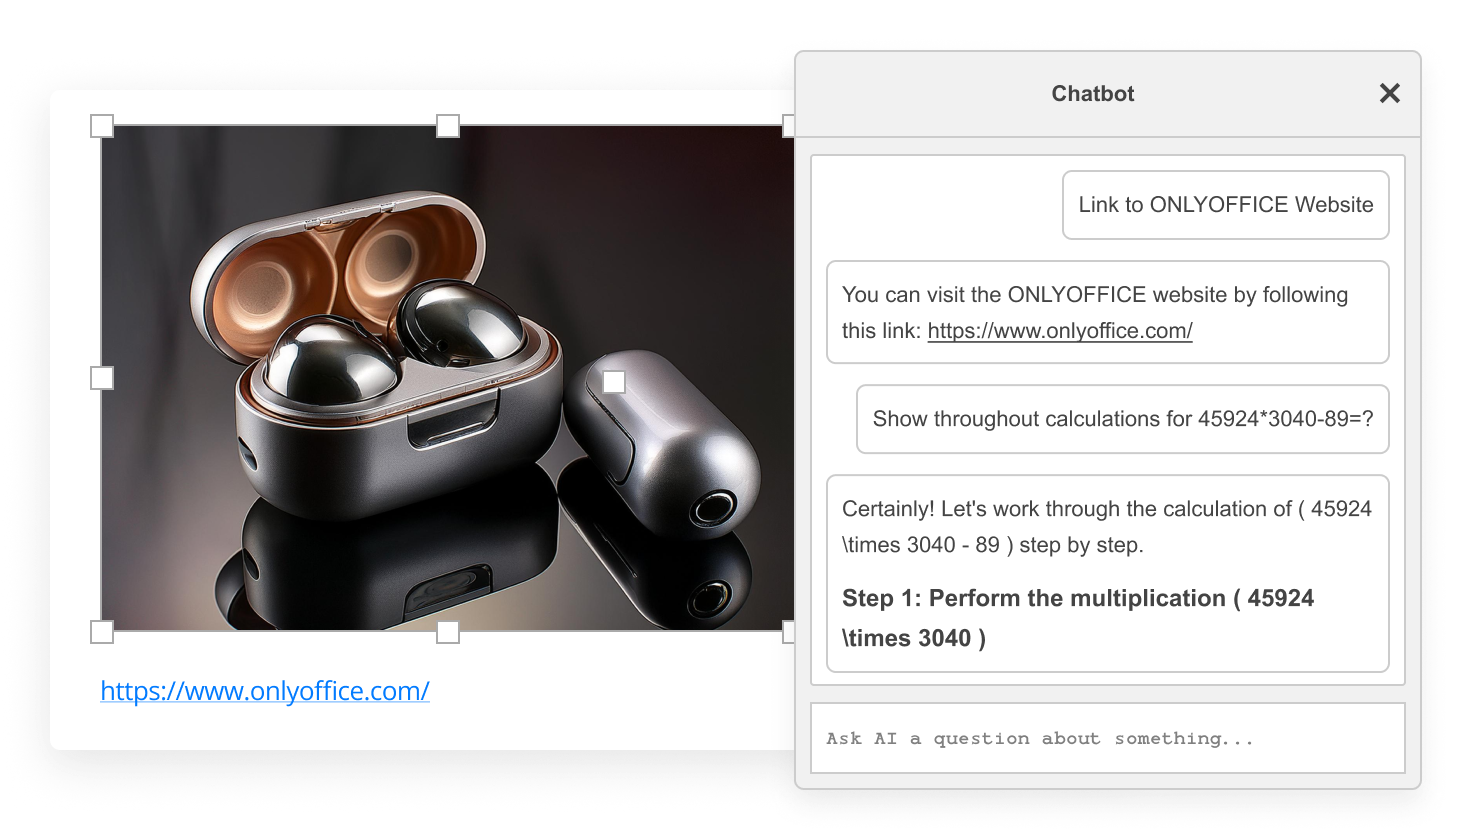 https://www.onlyoffice.com/
Chatbot
Link to ONLYOFFICE Website
You can visit the ONLYOFFICE website by following
this link: https://www.onlyoffice.com/
Show throughout calculations for 45924*3040-89=?
Certainly! Let's work through the calculation of ( 45924
\times 3040 - 89 ) step by step.
Step 1: Perform the multiplication ( 45924
\times 3040 )
Ask AI a question about something...